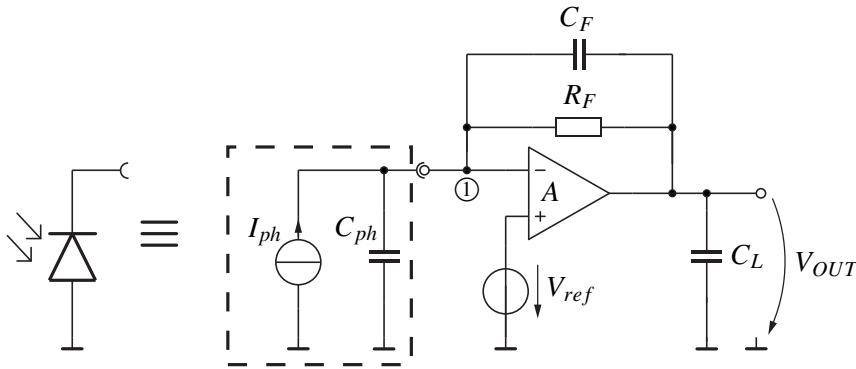 C_F
R_F
1
−
A
+
I_ph
C_ph
V_ref
C_L
V_OUT